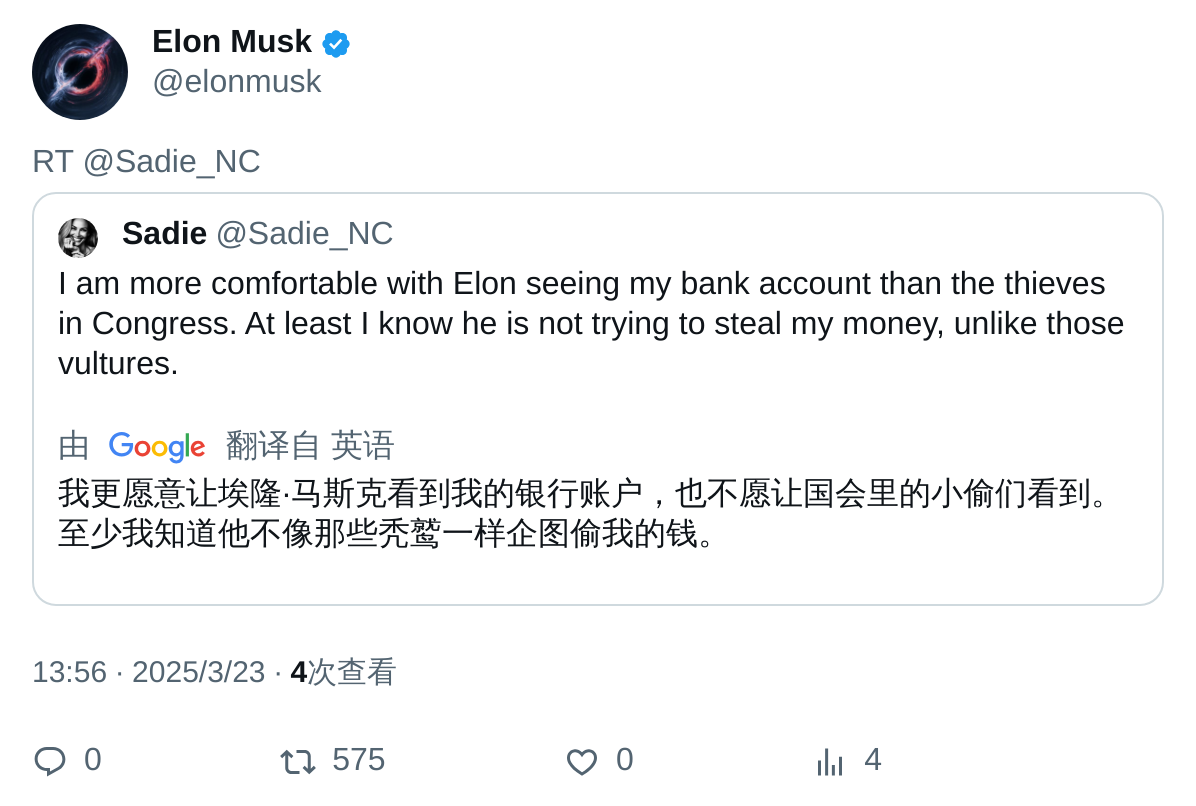 Elon Musk
@elonmusk
RT @Sadie_NC
Sadie @Sadie_NC
I am more comfortable with Elon seeing my bank account than the thieves
in Congress. At least I know he is not trying to steal my money, unlike those
vultures.
由 Google 翻译自 英语
我更愿意让埃隆·马斯克看到我的银行账户，也不愿让国会里的小偷们看到。
至少我知道他不像那些秃鹫一样企图偷我的钱。
13:56 · 2025/3/23 · 4次查看
0 575 0 4